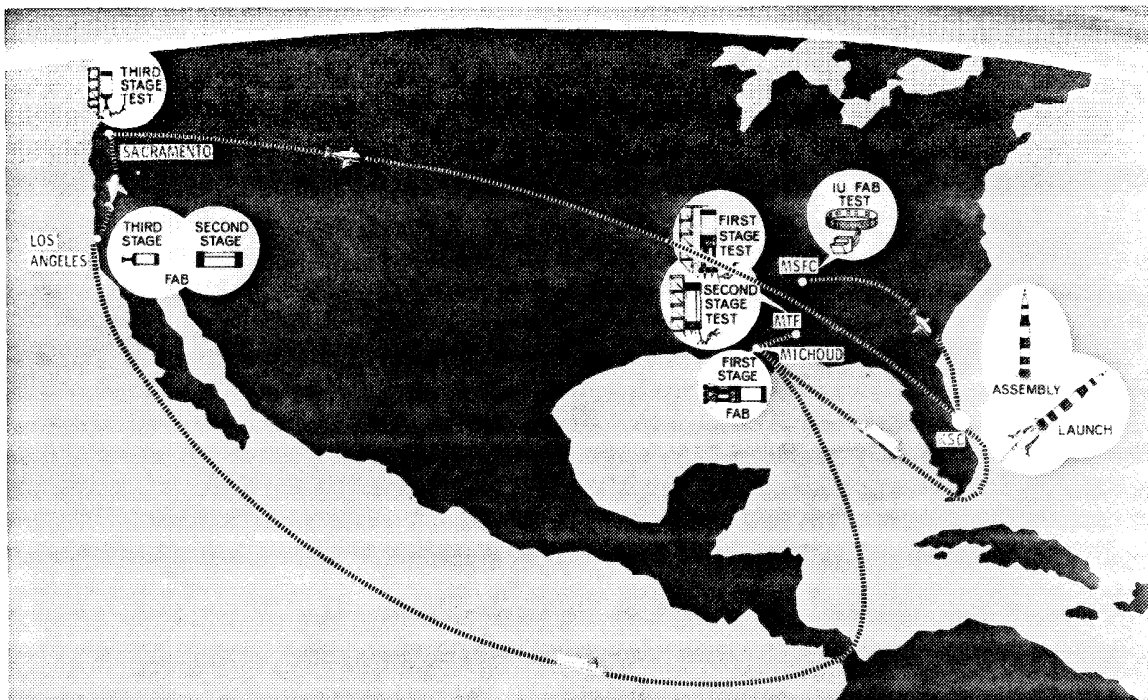 THIRD
STAGE
TEST
SACRAMENTO
LOS
ANGELES
THIRD
STAGE
SECOND
STAGE
FAB
FIRST
STAGE
TEST
SECOND
STAGE
TEST
IU FAB
TEST
MSFC
MTF
MICHOUD
FIRST
STAGE
FAB
KSC
ASSEMBLY
LAUNCH